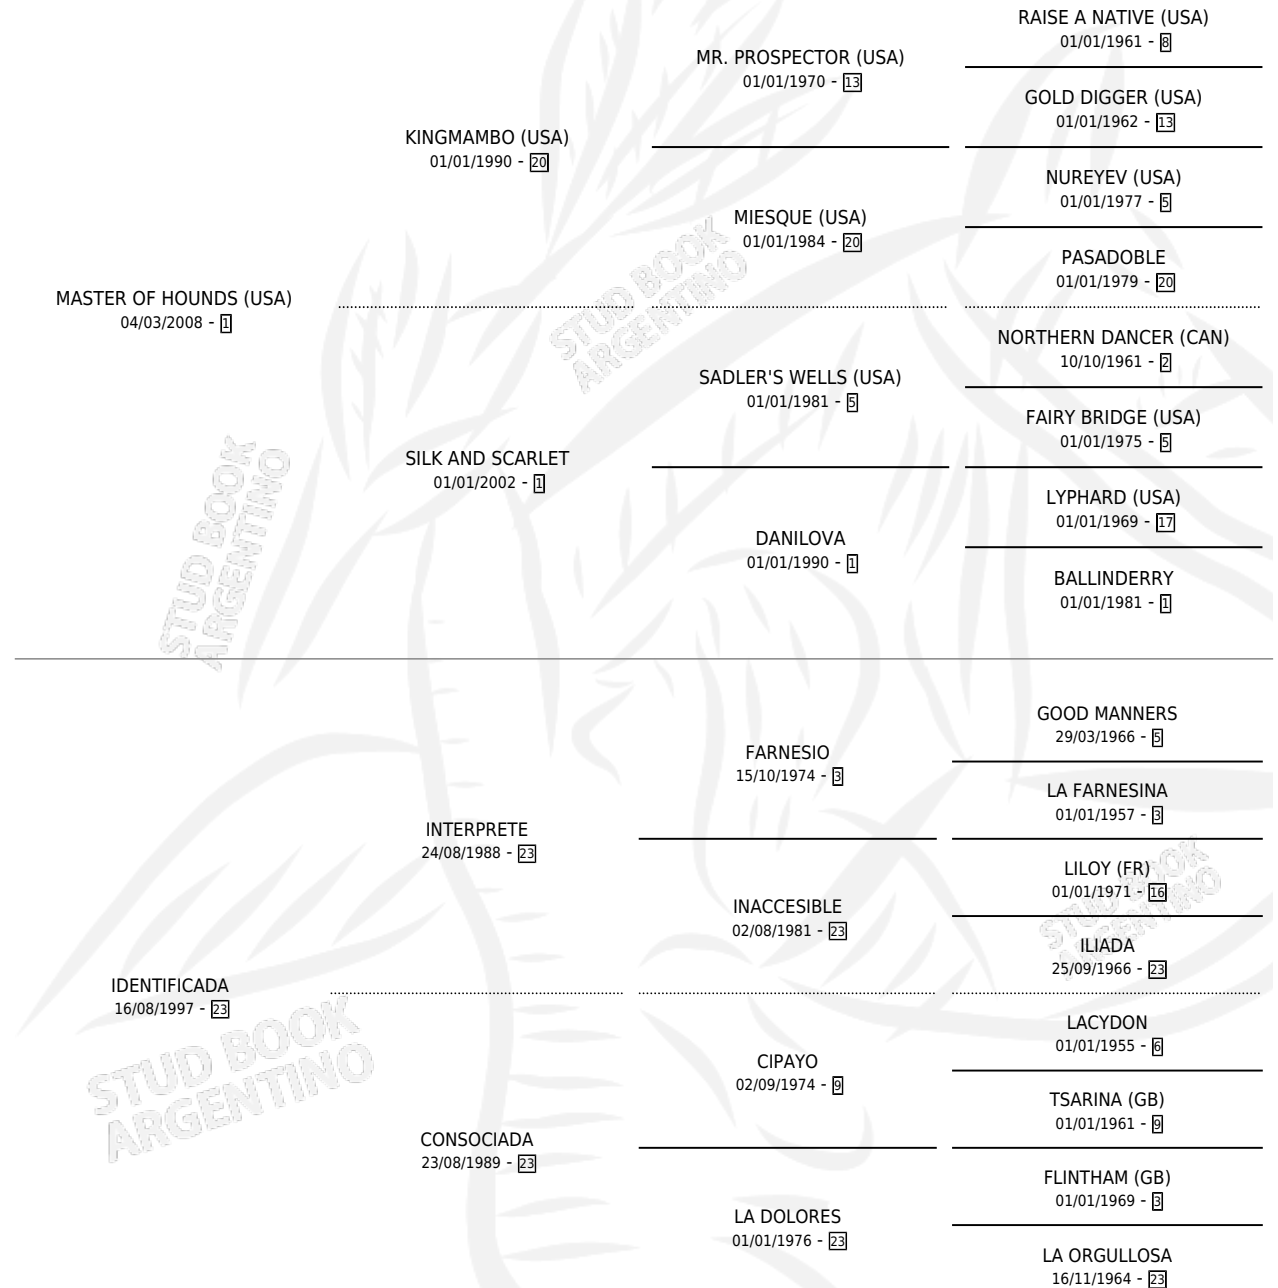 RAISE A NATIVE (USA)
01/01/1961 - 8
MR. PROSPECTOR (USA)
01/01/1970 - 13
GOLD DIGGER (USA)
01/01/1962 - 13
KINGMAMBO (USA)
01/01/1990 - 20
NUREYEV (USA)
01/01/1977 - 5
MIESQUE (USA)
01/01/1984 - 20
PASADOBLE
01/01/1979 - 20
MASTER OF HOUNDS (USA)
04/03/2008 - 1
NORTHERN DANCER (CAN)
10/10/1961 - 2
SADLER'S WELLS (USA)
01/01/1981 - 5
FAIRY BRIDGE (USA)
01/01/1975 - 5
SILK AND SCARLET
01/01/2002 - 1
LYPHARD (USA)
01/01/1969 - 17
DANILOVA
01/01/1990 - 1
BALLINDERRY
01/01/1981 - 1
GOOD MANNERS
29/03/1966 - 5
FARNESIO
15/10/1974 - 3
LA FARNESINA
01/01/1957 - 3
INTERPRETE
24/08/1988 - 23
LILOY (FR)
01/01/1971 - 16
INACCESIBLE
02/08/1981 - 23
ILIADA
25/09/1966 - 23
IDENTIFICADA
16/08/1997 - 23
LACYDON
01/01/1955 - 6
CIPAYO
02/09/1974 - 9
TSARINA (GB)
01/01/1961 - 9
CONSOCIADA
23/08/1989 - 23
FLINTHAM (GB)
01/01/1969 - 3
LA DOLORES
01/01/1976 - 23
LA ORGULLOSA
16/11/1964 - 23
STUD BOOK
ARGENTINO
STUD BOOK
ARGENTINO
STUD BOOK
ARGENTINO
STUD BOOK
ARGENTINO